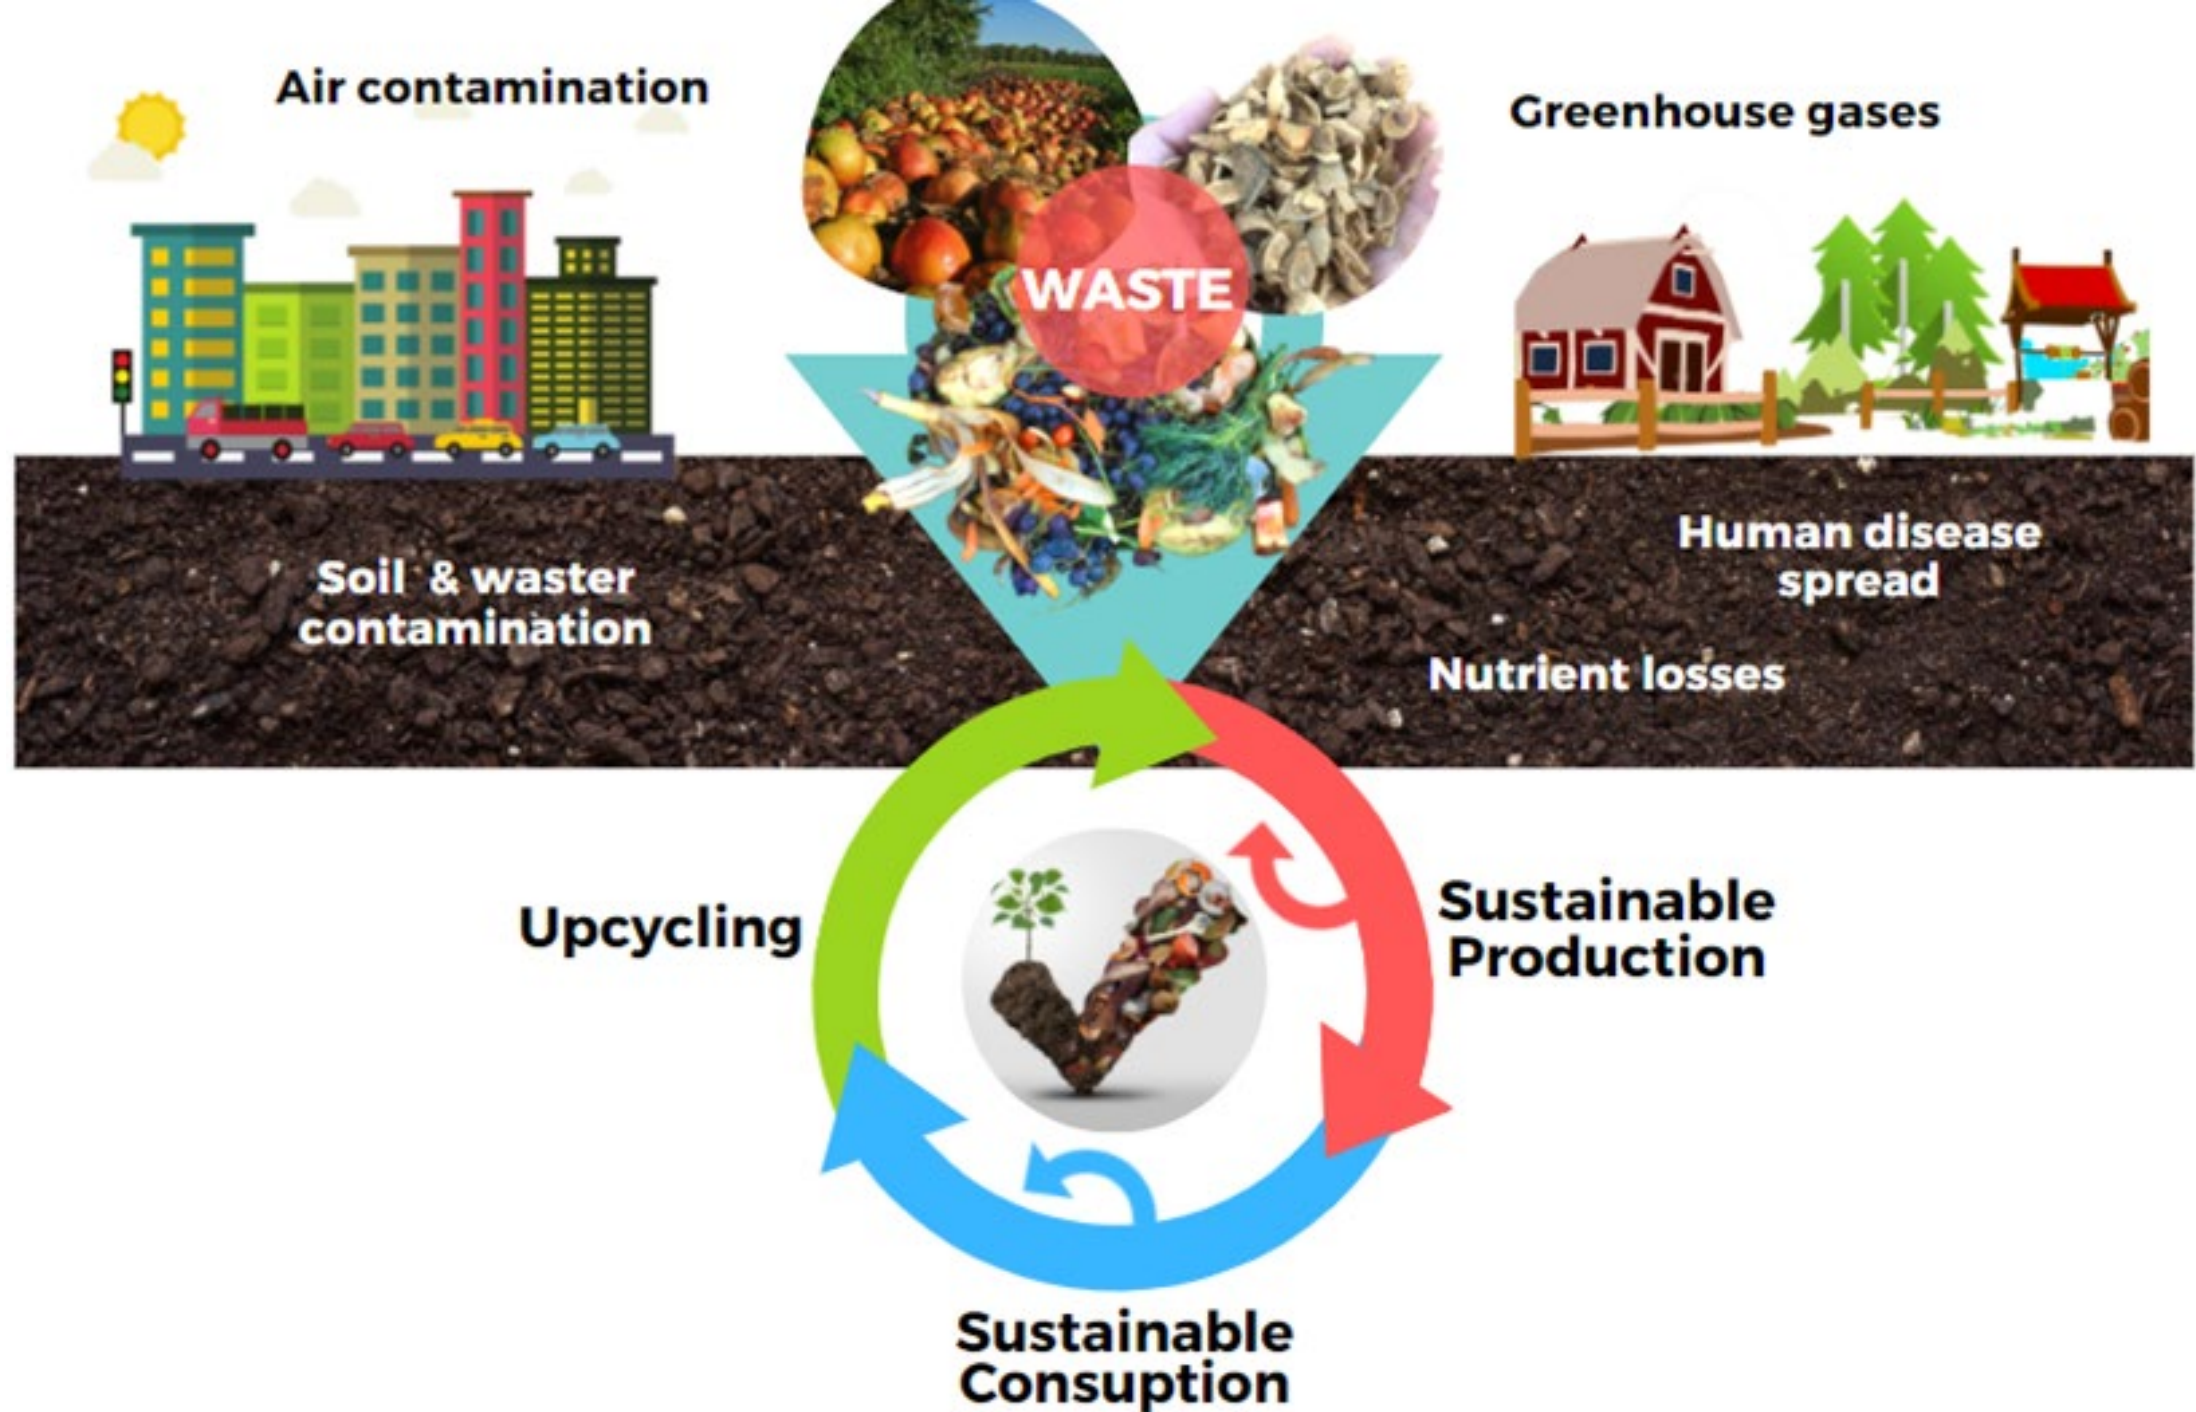 Air contamination
Greenhouse gases
WASTE
Soil & waster
contamination
Human disease
spread
Nutrient losses
Upcycling
Sustainable
Production
Sustainable
Consuption